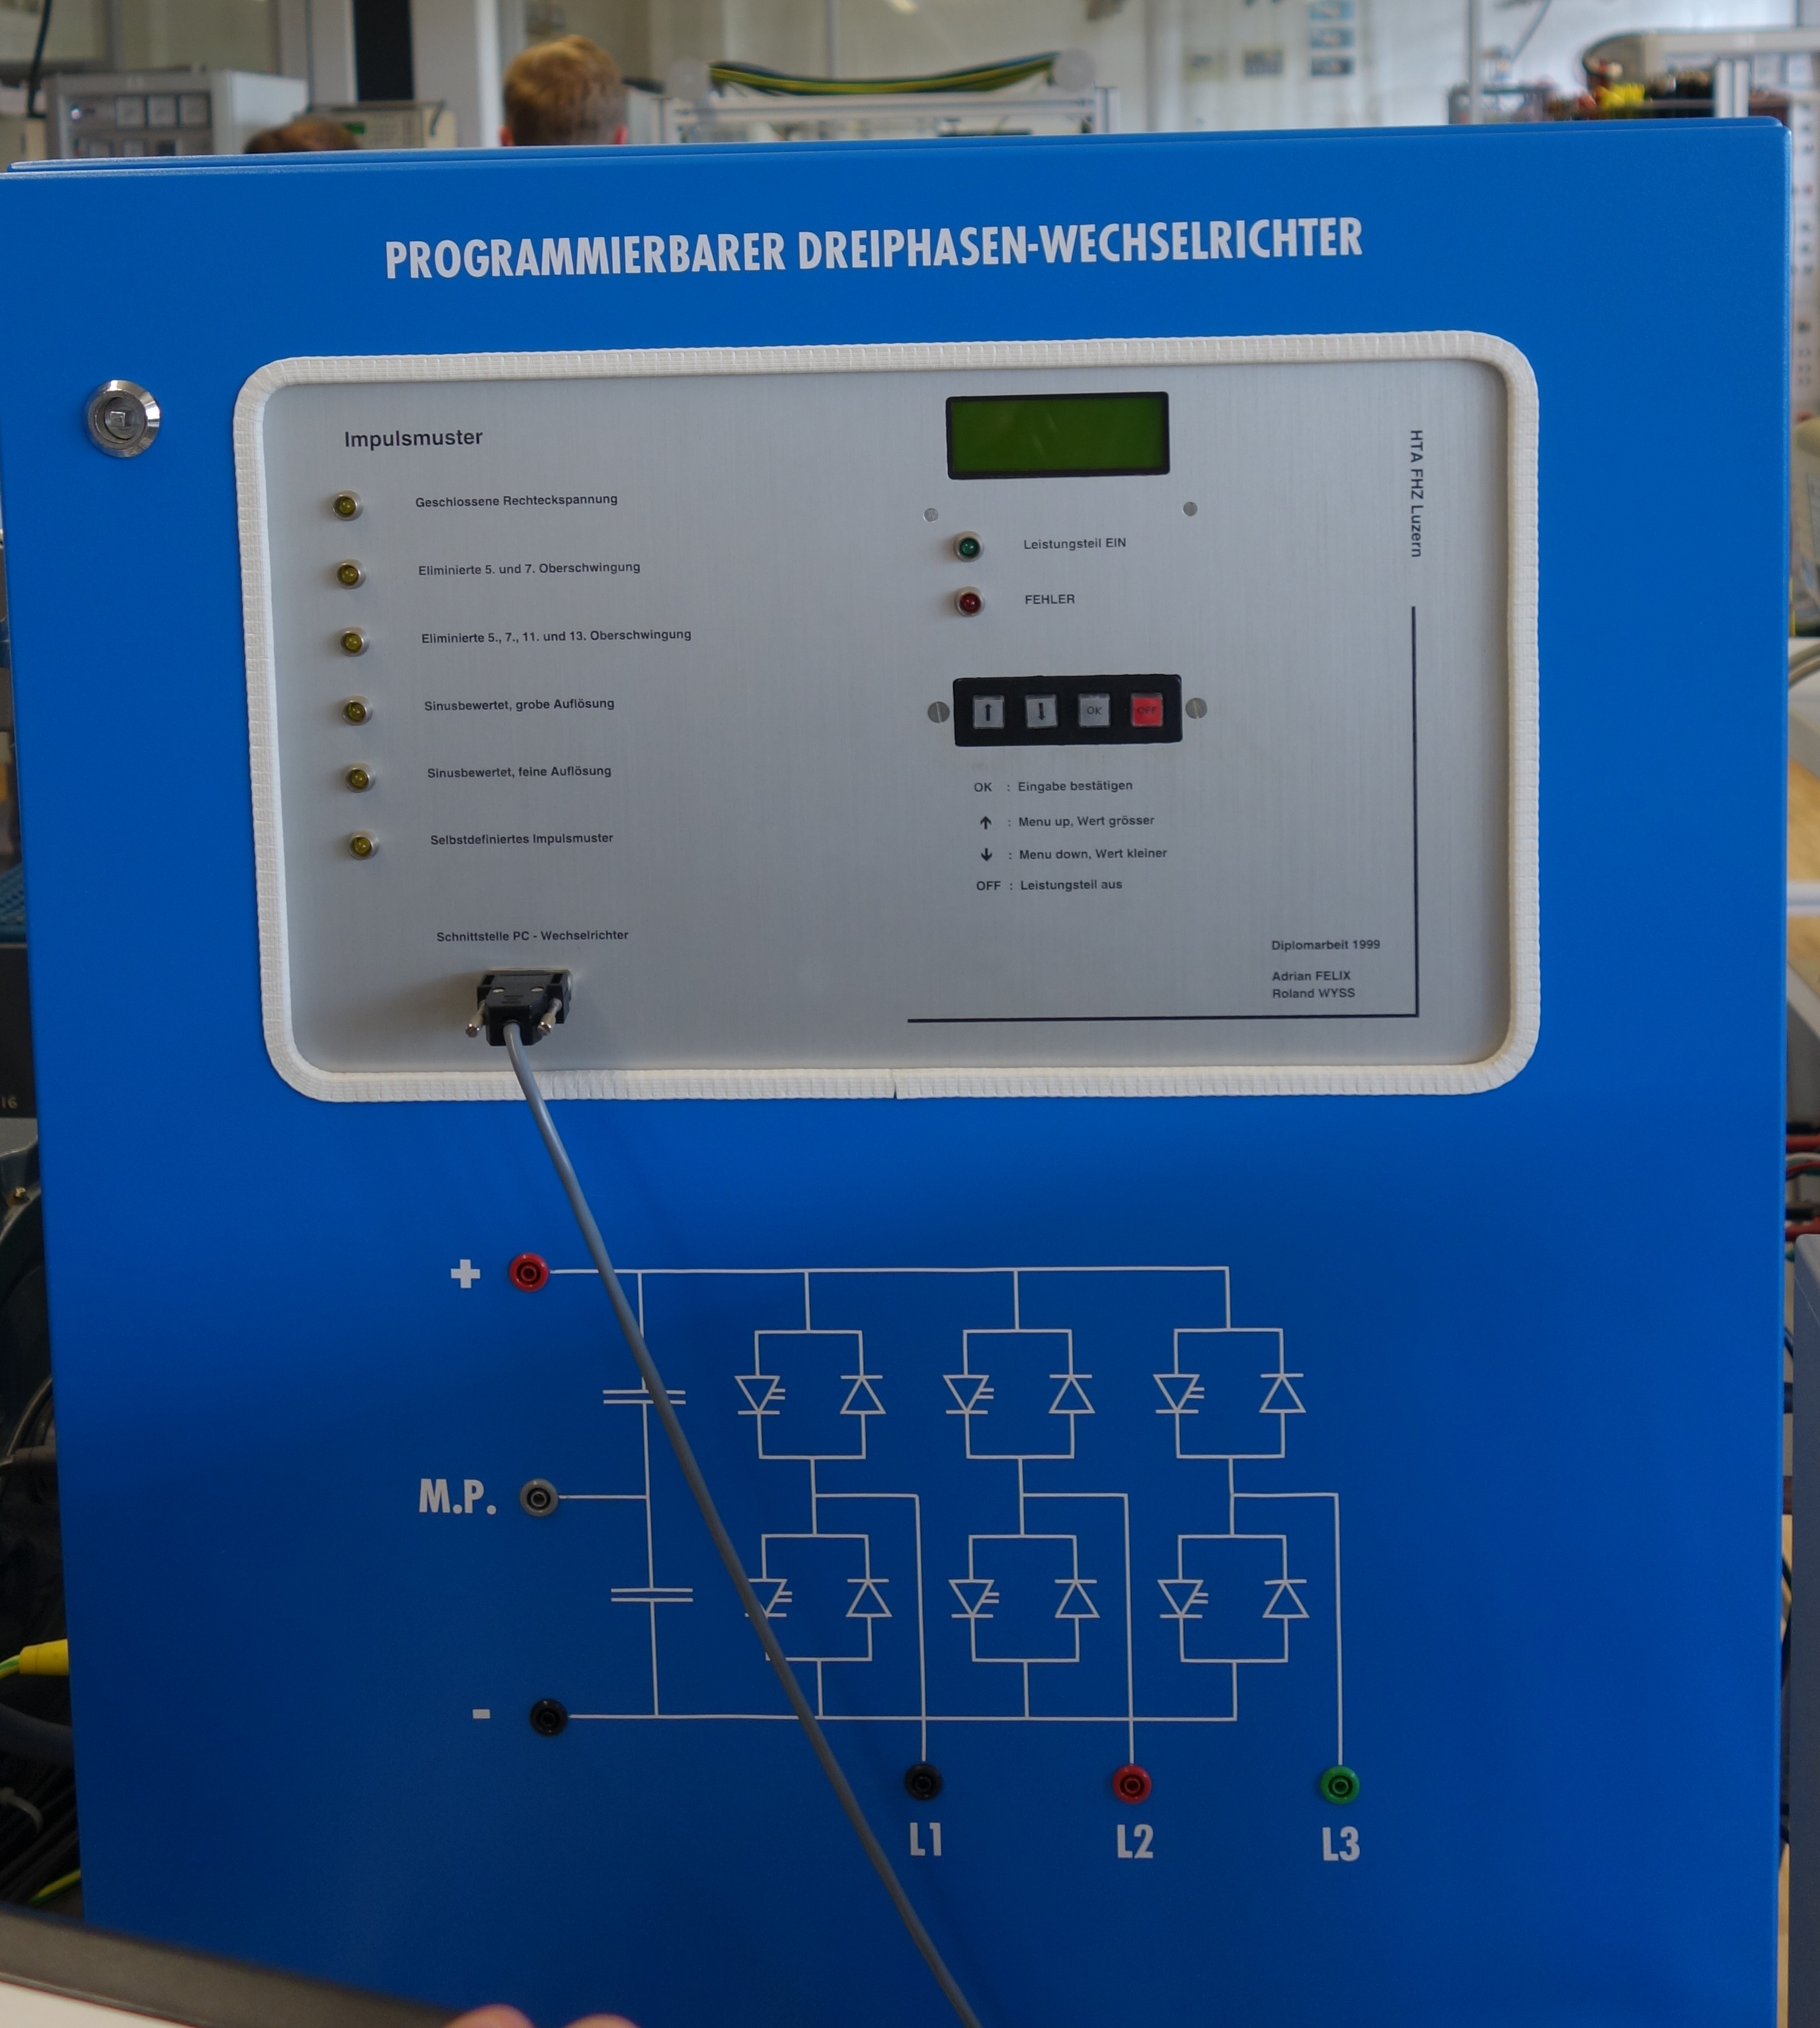 PROGRAMMIERBARER DREIPHASEN-WECHSELRICHTER
Impulsmuster
Geschlossene Rechteckspannung
Eliminierte 5. und 7. Oberschwingung
Eliminierte 5., 7., 11. und 13. Oberschwingung
Sinusbewertet, grobe Auflösung
Sinusbewertet, feine Auflösung
Selbstdefiniertes Impulsmuster
Schnittstelle PC - Wechselrichter
Leistungsteil EIN
FEHLER
↑ ↓ OK OFF
OK : Eingabe bestätigen
↑ : Menu up, Wert grösser
↓ : Menu down, Wert kleiner
OFF : Leistungsteil aus
HTA FHZ Luzern
Diplomarbeit 1999
Adrian FELIX
Roland WYSS
+
M.P.
-
L1
L2
L3
16